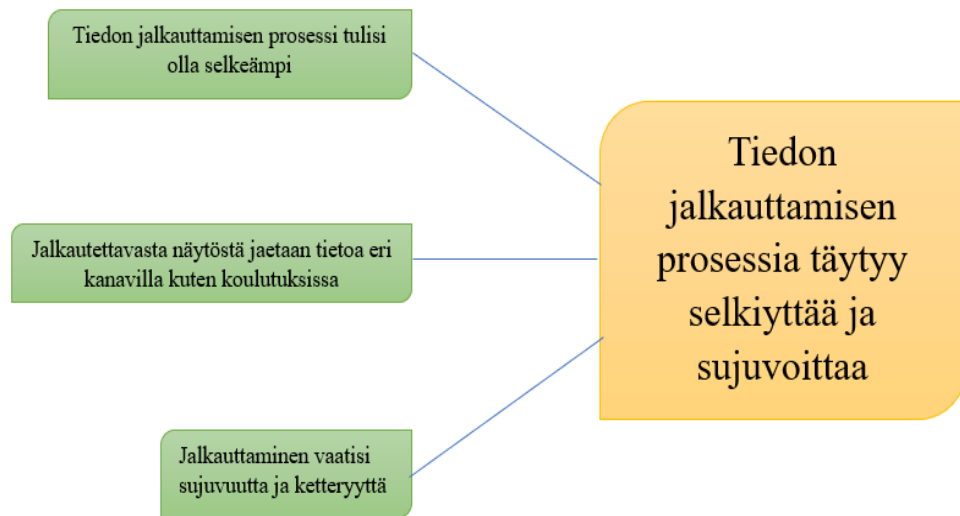 Tiedon jalkauttamisen prosessi tulisi
olla selkeämpi
Jalkautettavasta näytöstä jaetaan tietoa eri
kanavilla kuten koulutuksissa
Jalkauttaminen vaatisi
sujuvuutta ja ketteryyttä
Tiedon
jalkauttamisen
prosessia täytyy
selkiyttää ja
sujuvoittaa